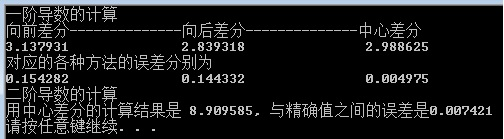 一阶导数的计算
向前差分--------------向后差分--------------中心差分
3.137931 2.839318 2.988625
对应的各种方法的误差分别为
0.154282 0.144332 0.004975
二阶导数的计算
用中心差分的计算结果是 8.909585, 与精确值之间的误差是0.007421
请按任意键继续. . .